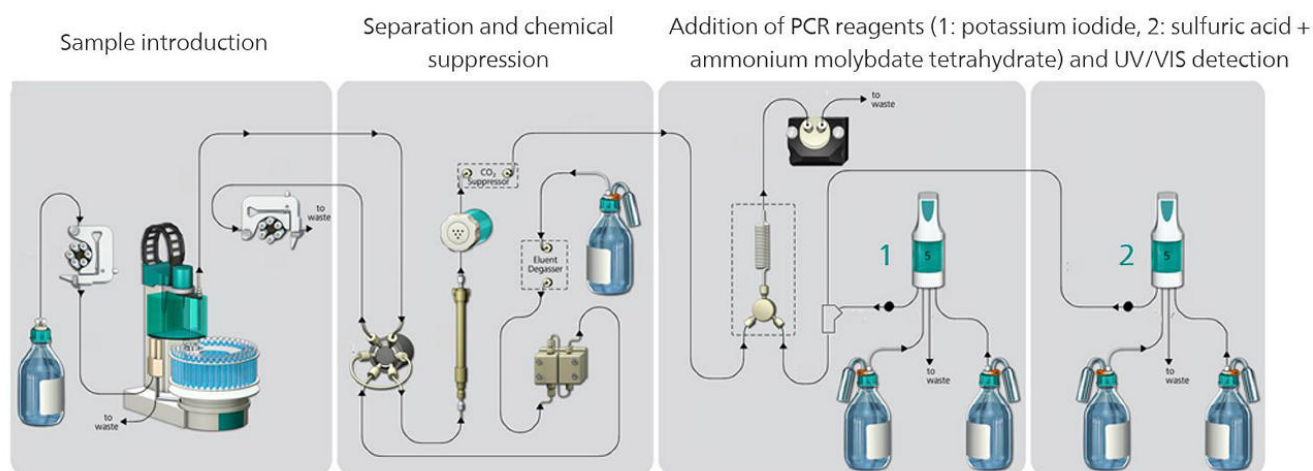 Sample introduction
Separation and chemical
suppression
Addition of PCR reagents (1: potassium iodide, 2: sulfuric acid +
ammonium molybdate tetrahydrate) and UV/VIS detection
to
waste
to
waste
CO₂
Suppressor
Eluent
Degasser
to
waste
1
5
to
waste
2
5
to
waste